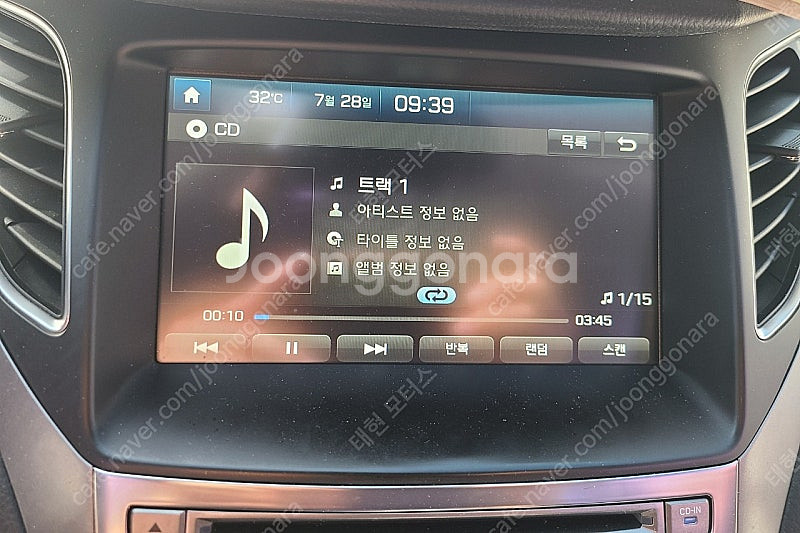 32°C 7월 28일 09:39
CD 목록
트랙 1
아티스트 정보 없음
타이틀 정보 없음
앨범 정보 없음
Joonggonara
1/15
00:10 03:45
반복 랜덤 스캔
CD-IN
cafe.naver.com/joonggonara
태현 모터스